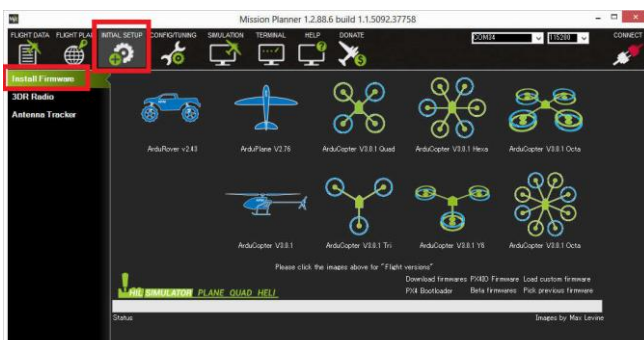 Mission Planner 1.2.88.6 build 1.1.5092.37758
FLIGHT DATA FLIGHT PLAN INITIAL SETUP CONFIG/TUNING SIMULATION TERMINAL HELP DONATE COM84 115200 CONNECT
Install Firmware
3DR Radio
Antenna Tracker
ArduRover v2.43 ArduPlane V2.76 ArduCopter V3.0.1 Quad ArduCopter V3.0.1 Hexa ArduCopter V3.0.1 Octa
ArduCopter V3.0.1 ArduCopter V3.0.1 Tri ArduCopter V3.0.1 Y6 ArduCopter V3.0.1 Octa
Please click the images above for "Flight versions"
Download firmwares PX4IO Firmware Load custom firmware
HIL SIMULATOR PLANE QUAD HELI
PX4 Bootloader Beta firmwares Pick previous firmware
Status Images by Max Levine